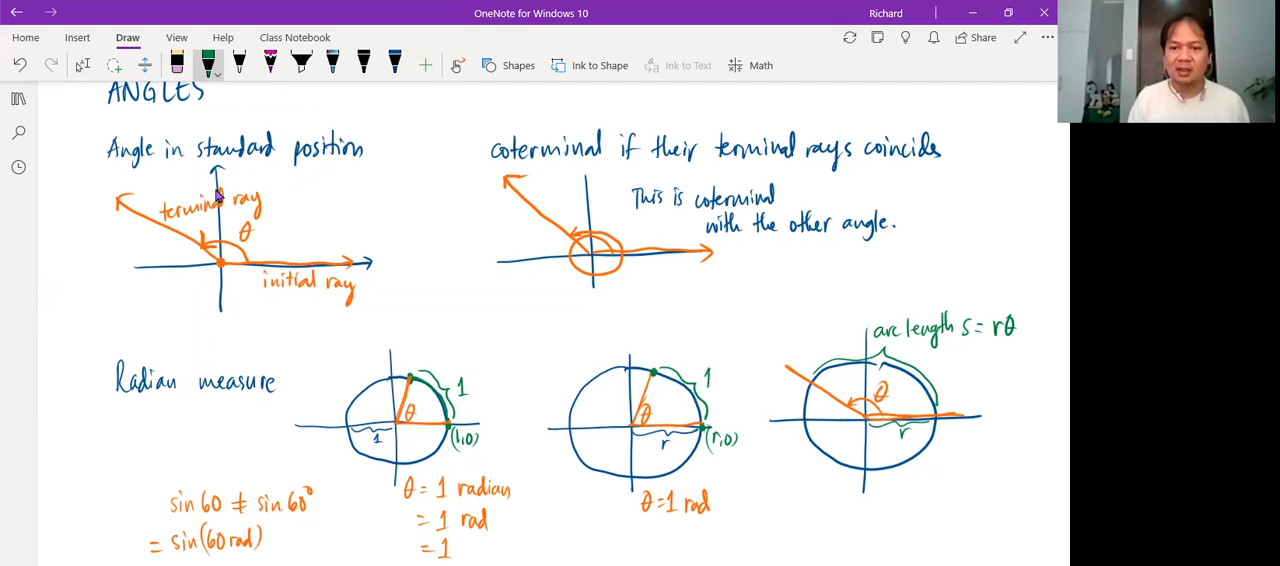 OneNote for Windows 10
Richard
Home
Insert
Draw
View
Help
Class Notebook
Share
Shapes
Ink to Shape
Ink to Text
Math
ANGLES
Angle in standard position
terminal ray
θ
initial ray
coterminal if their terminal rays coincides
This is coterminal
with the other angle.
Radian measure
1
θ
1
(1,0)
θ = 1 radian
= 1 rad
= 1
1
θ
r
(r,0)
θ = 1 rad
arc length s = rθ
θ
r
sin 60 ≠ sin 60°
= sin(60 rad)